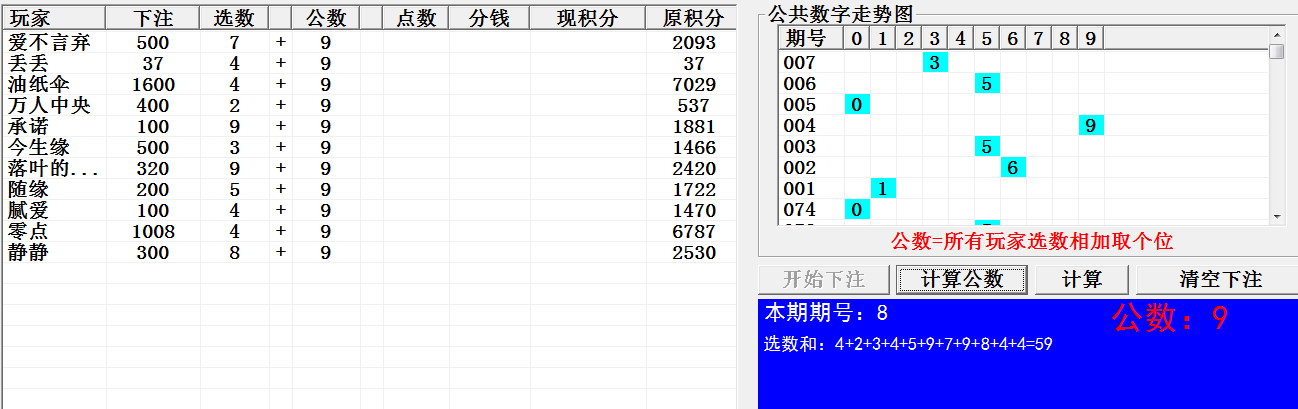 玩家 下注 选数 公数 点数 分钱 现积分 原积分
爱不言弃 500 7 + 9 2093
丢丢 37 4 + 9 37
油纸伞 1600 4 + 9 7029
万人中央 400 2 + 9 537
承诺 100 9 + 9 1881
今生缘 500 3 + 9 1466
落叶的... 320 9 + 9 2420
随缘 200 5 + 9 1722
腻爱 100 4 + 9 1470
零点 1008 4 + 9 6787
静静 300 8 + 9 2530
公共数字走势图
期号 0 1 2 3 4 5 6 7 8 9
007 3
006 5
005 0
004 9
003 5
002 6
001 1
074 0
公数=所有玩家选数相加取个位
开始下注 计算公数 计算 清空下注
本期期号：8 公数：9
选数和：4+2+3+4+5+9+7+9+8+4+4=59